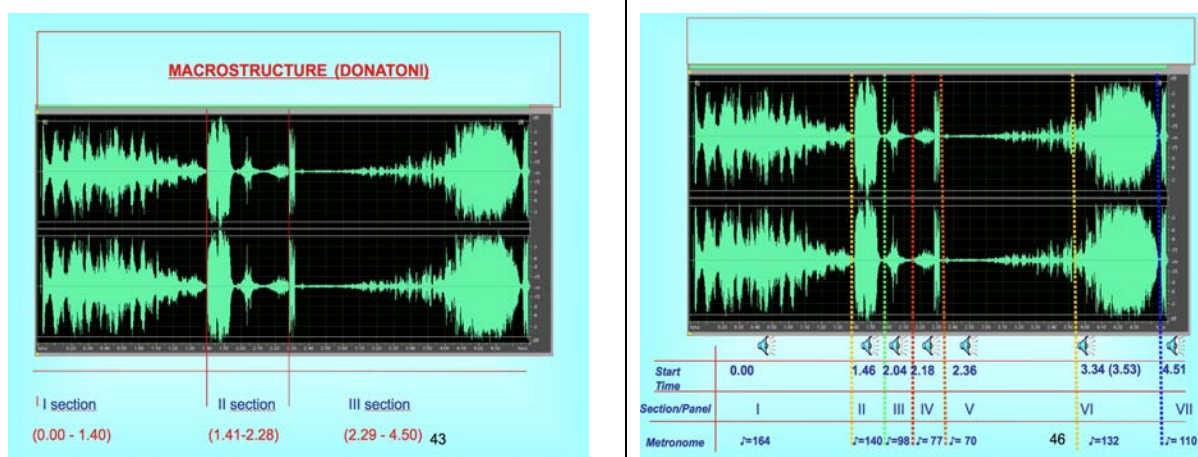 MACROSTRUCTURE (DONATONI)
I section
II section
III section
(0.00 - 1.40)
(1.41-2.28)
(2.29 - 4.50)
43
Start Time
0.00
1.46
2.04
2.18
2.36
3.34 (3.53)
4.51
Section/Panel
I
II
III
IV
V
VI
VII
Metronome
♪=164
♪=140
♪=98
♪= 77
♪= 70
46
♪=132
♪= 110